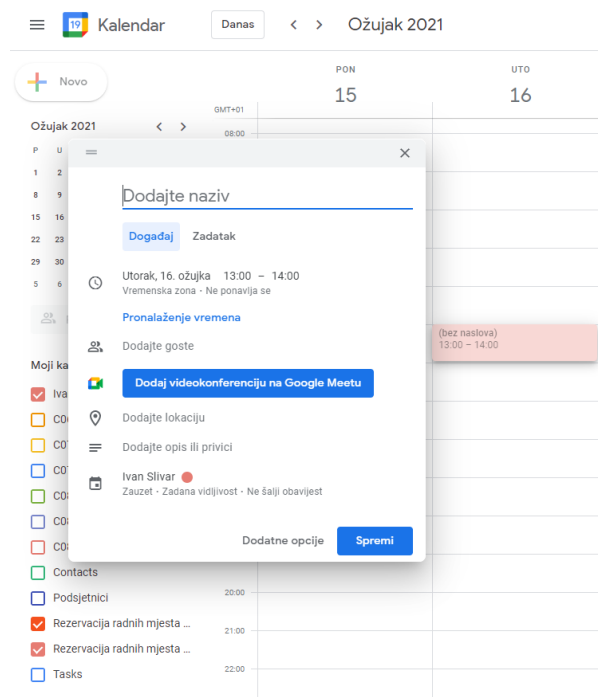 19 Kalendar
Danas
Ožujak 2021
PON
15
UTO
16
Novo
GMT+01
Ožujak 2021
08:00
P U
1 2
8 9
15 16
22 23
29 30
5 6
Dodajte naziv
Događaj Zadatak
Utorak, 16. ožujka 13:00 – 14:00
Vremenska zona · Ne ponavlja se
Pronalaženje vremena
Dodajte goste
Dodaj videokonferenciju na Google Meetu
Dodajte lokaciju
Dodajte opis ili privici
Ivan Slivar
Zauzet · Zadana vidljivost · Ne šalji obavijest
Dodatne opcije
Spremi
(bez naslova)
13:00 – 14:00
Moji ka
Iva
Contacts
Podsjetnici
Rezervacija radnih mjesta ...
Rezervacija radnih mjesta ...
Tasks
20:00
21:00
22:00